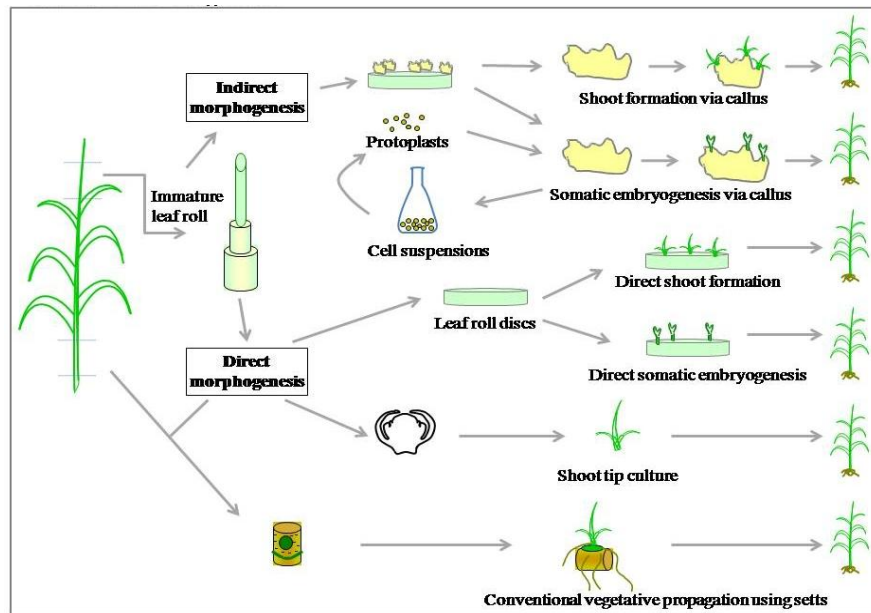 Indirect
morphogenesis
Shoot formation via callus
Protoplasts
Immature
leaf roll
Somatic embryogenesis via callus
Cell suspensions
Direct shoot formation
Leaf roll discs
Direct
morphogenesis
Direct somatic embryogenesis
Shoot tip culture
Conventional vegetative propagation using setts